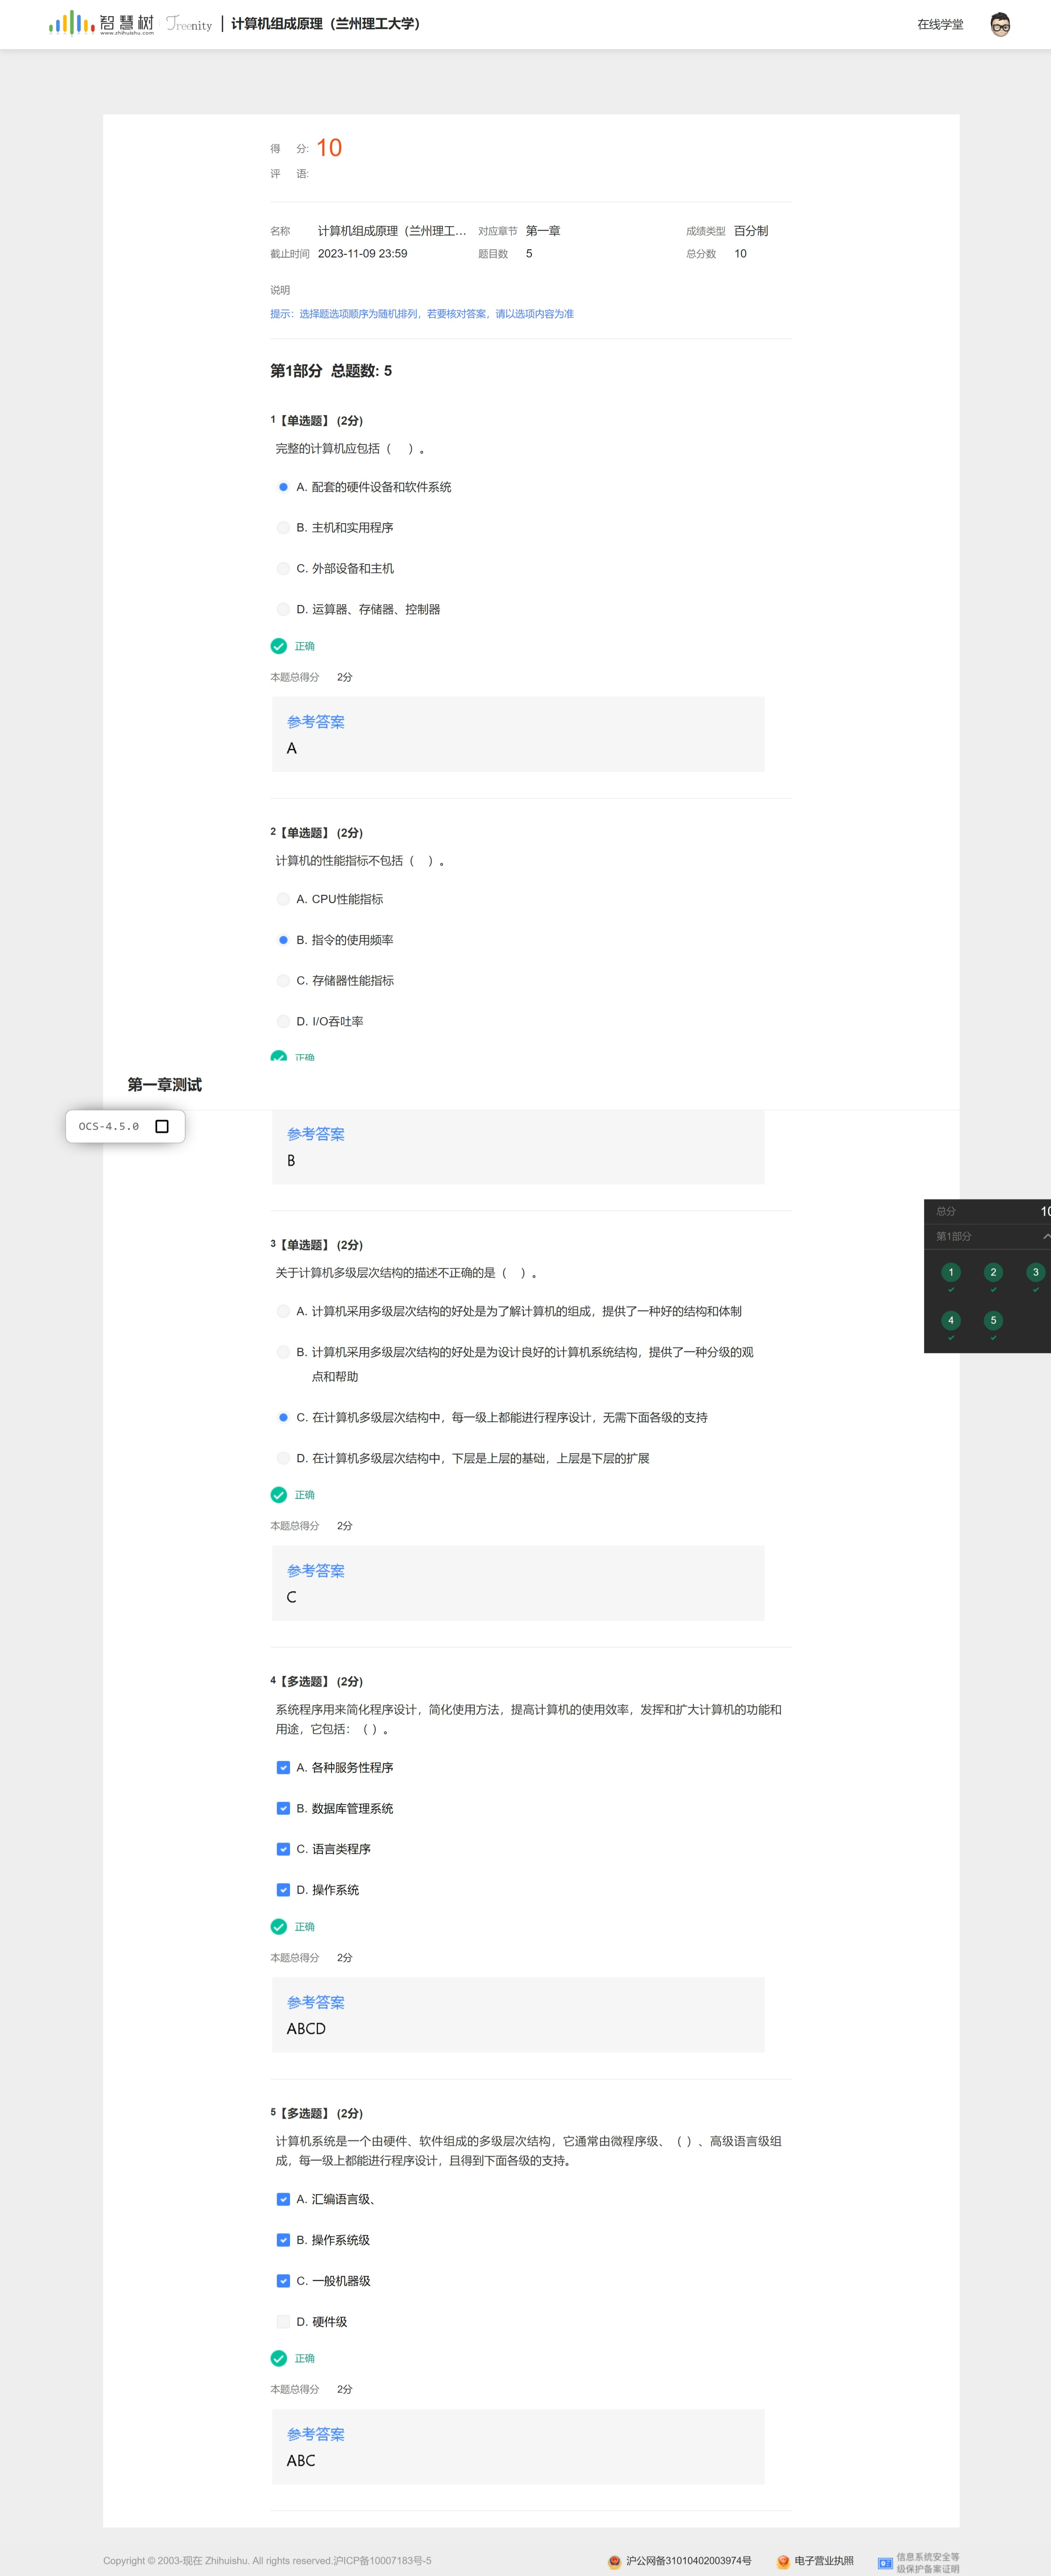 智慧树
www.zhihuishu.com
Treenity
计算机组成原理（兰州理工大学）
在线学堂
得 分: 10
评 语:
名称 计算机组成原理（兰州理工... 对应章节 第一章 成绩类型 百分制
截止时间 2023-11-09 23:59 题目数 5 总分数 10
说明
提示：选择题选项顺序为随机排列，若要核对答案，请以选项内容为准
第1部分 总题数: 5
1【单选题】 (2分)
完整的计算机应包括（ ）。
A. 配套的硬件设备和软件系统
B. 主机和实用程序
C. 外部设备和主机
D. 运算器、存储器、控制器
正确
本题总得分 2分
参考答案
A
2【单选题】 (2分)
计算机的性能指标不包括（ ）。
A. CPU性能指标
B. 指令的使用频率
C. 存储器性能指标
D. I/O吞吐率
正确
第一章测试
OCS-4.5.0
参考答案
B
总分 10
第1部分
1 2 3
4 5
3【单选题】 (2分)
关于计算机多级层次结构的描述不正确的是（ ）。
A. 计算机采用多级层次结构的好处是为了解计算机的组成，提供了一种好的结构和体制
B. 计算机采用多级层次结构的好处是为设计良好的计算机系统结构，提供了一种分级的观
点和帮助
C. 在计算机多级层次结构中，每一级上都能进行程序设计，无需下面各级的支持
D. 在计算机多级层次结构中，下层是上层的基础，上层是下层的扩展
正确
本题总得分 2分
参考答案
C
4【多选题】 (2分)
系统程序用来简化程序设计，简化使用方法，提高计算机的使用效率，发挥和扩大计算机的功能和
用途，它包括：（ ）。
A. 各种服务性程序
B. 数据库管理系统
C. 语言类程序
D. 操作系统
正确
本题总得分 2分
参考答案
ABCD
5【多选题】 (2分)
计算机系统是一个由硬件、软件组成的多级层次结构，它通常由微程序级、（ ）、高级语言级组
成，每一级上都能进行程序设计，且得到下面各级的支持。
A. 汇编语言级、
B. 操作系统级
C. 一般机器级
D. 硬件级
正确
本题总得分 2分
参考答案
ABC
Copyright © 2003-现在 Zhihuishu. All rights reserved.沪ICP备10007183号-5
沪公网备31010402003974号
电子营业执照
信息系统安全等
级保护备案证明